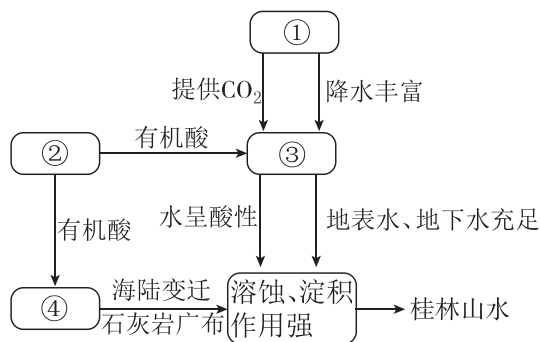 ①
提供CO₂
降水丰富
②
有机酸
③
有机酸
水呈酸性
地表水、地下水充足
④
海陆变迁
石灰岩广布
溶蚀、淀积
作用强
桂林山水